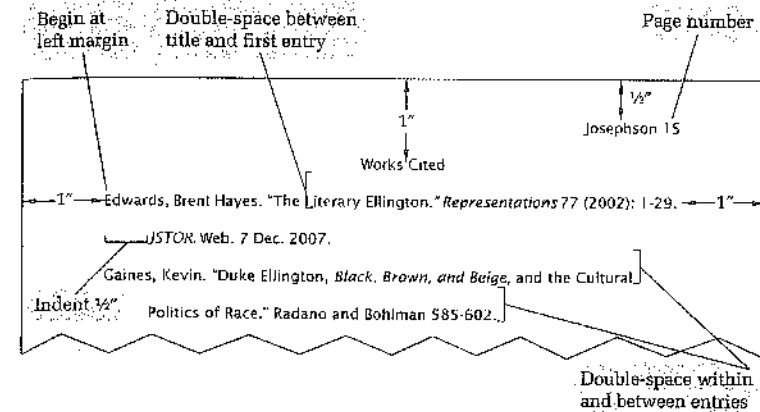 Begin at
left margin
Double-space between
title and first entry
Page number
½"
1"
Josephson 15
Works Cited
1"
Edwards, Brent Hayes. "The Literary Ellington." Representations 77 (2002): 1-29.
1"
JSTOR. Web. 7 Dec. 2007.
Gaines, Kevin. "Duke Ellington, Black, Brown, and Beige, and the Cultural
Indent ½"
Politics of Race." Radano and Bohlman 585-602.
Double-space within
and between entries